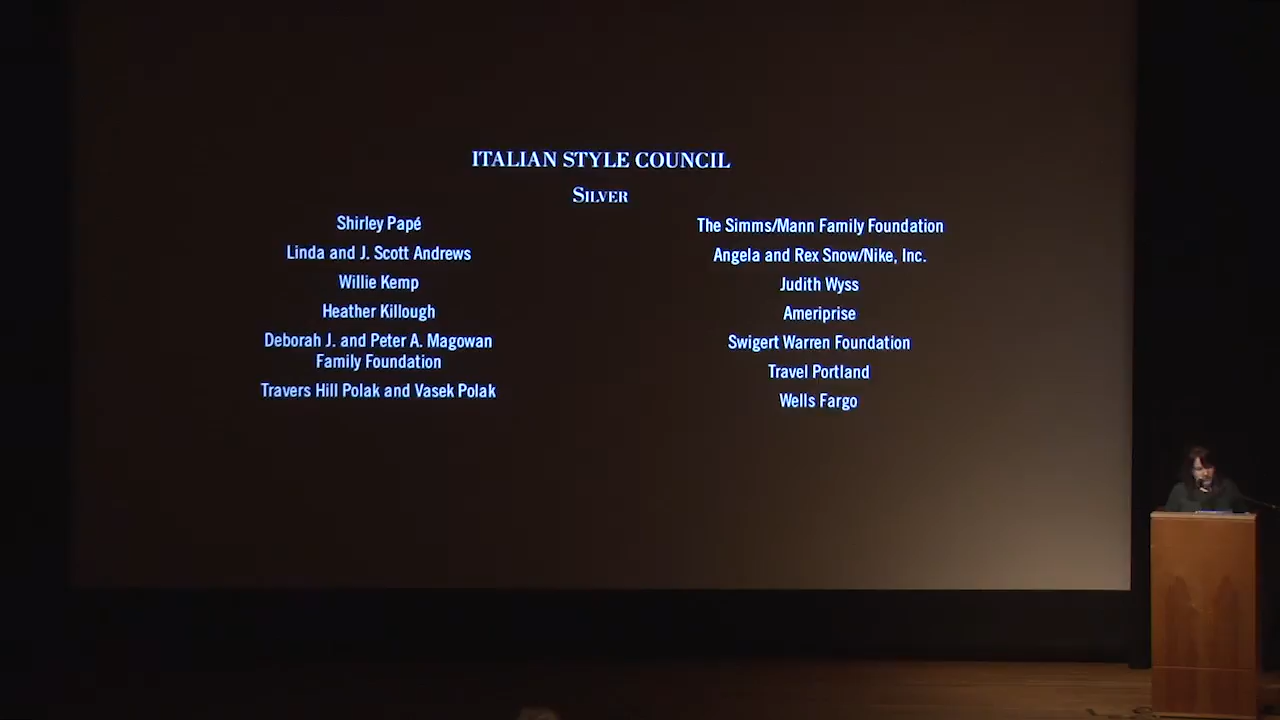 ITALIAN STYLE COUNCIL
SILVER
Shirley Papé
Linda and J. Scott Andrews
Willie Kemp
Heather Killough
Deborah J. and Peter A. Magowan
Family Foundation
Travers Hill Polak and Vasek Polak
The Simms/Mann Family Foundation
Angela and Rex Snow/Nike, Inc.
Judith Wyss
Ameriprise
Swigert Warren Foundation
Travel Portland
Wells Fargo